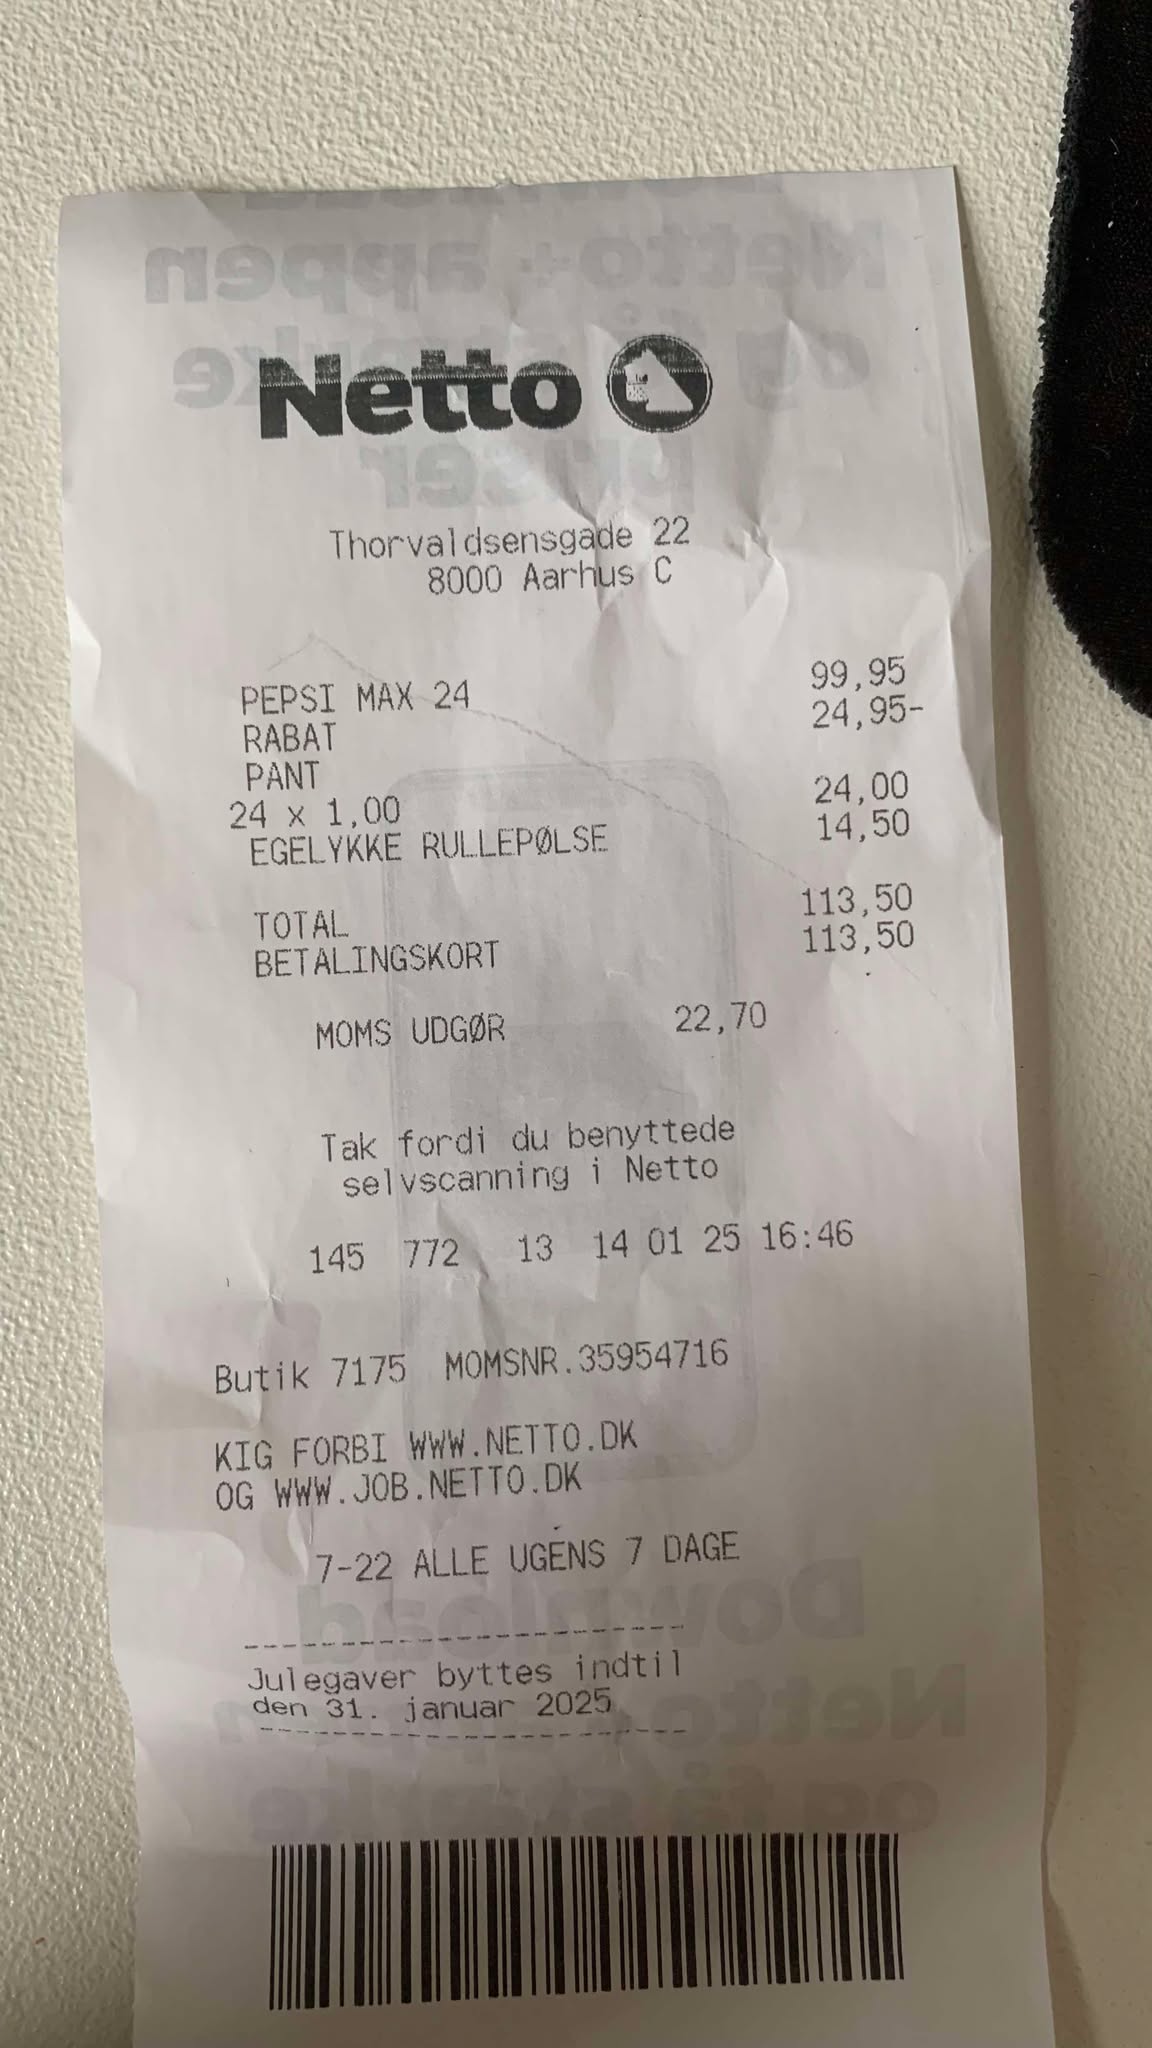 Netto
Thorvaldsensgade 22
8000 Aarhus C
PEPSI MAX 24 99,95
RABAT 24,95-
PANT
24 x 1,00 24,00
EGELYKKE RULLEPØLSE 14,50
TOTAL 113,50
BETALINGSKORT 113,50
MOMS UDGØR 22,70
Tak fordi du benyttede
selvscanning i Netto
145 772 13 14 01 25 16:46
Butik 7175 MOMSNR.35954716
KIG FORBI WWW.NETTO.DK
OG WWW.JOB.NETTO.DK
7-22 ALLE UGENS 7 DAGE
Julegaver byttes indtil
den 31. januar 2025